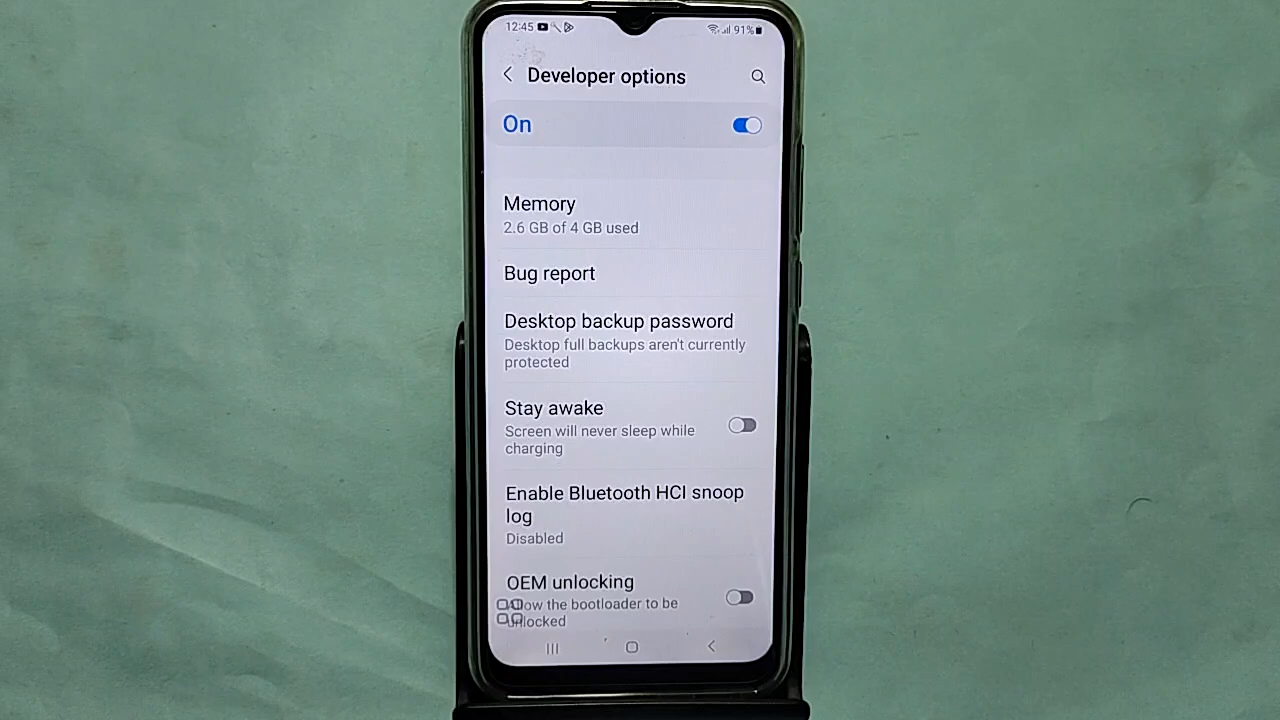 12:45 91%
Developer options
On
Memory
2.6 GB of 4 GB used
Bug report
Desktop backup password
Desktop full backups aren't currently
protected
Stay awake
Screen will never sleep while
charging
Enable Bluetooth HCI snoop
log
Disabled
OEM unlocking
Allow the bootloader to be
unlocked